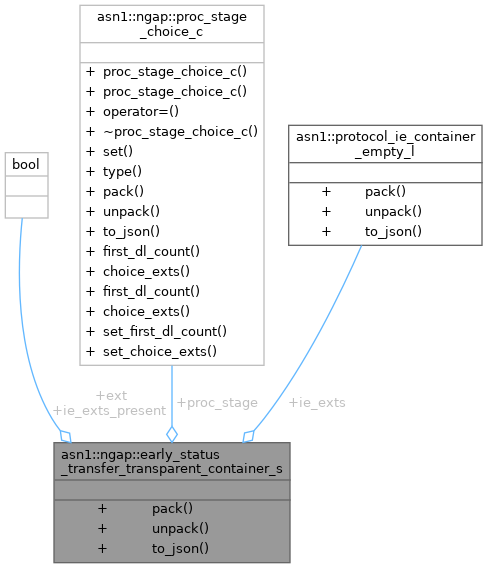 asn1::ngap::proc_stage
_choice_c
+ proc_stage_choice_c()
+ proc_stage_choice_c()
+ operator=()
+ ~proc_stage_choice_c()
+ set()
+ type()
+ pack()
+ unpack()
+ to_json()
+ first_dl_count()
+ choice_exts()
+ first_dl_count()
+ choice_exts()
+ set_first_dl_count()
+ set_choice_exts()
bool
asn1::protocol_ie_container
_empty_l
+ pack()
+ unpack()
+ to_json()
+ext
+ie_exts_present
+proc_stage
+ie_exts
asn1::ngap::early_status
_transfer_transparent_container_s
+ pack()
+ unpack()
+ to_json()